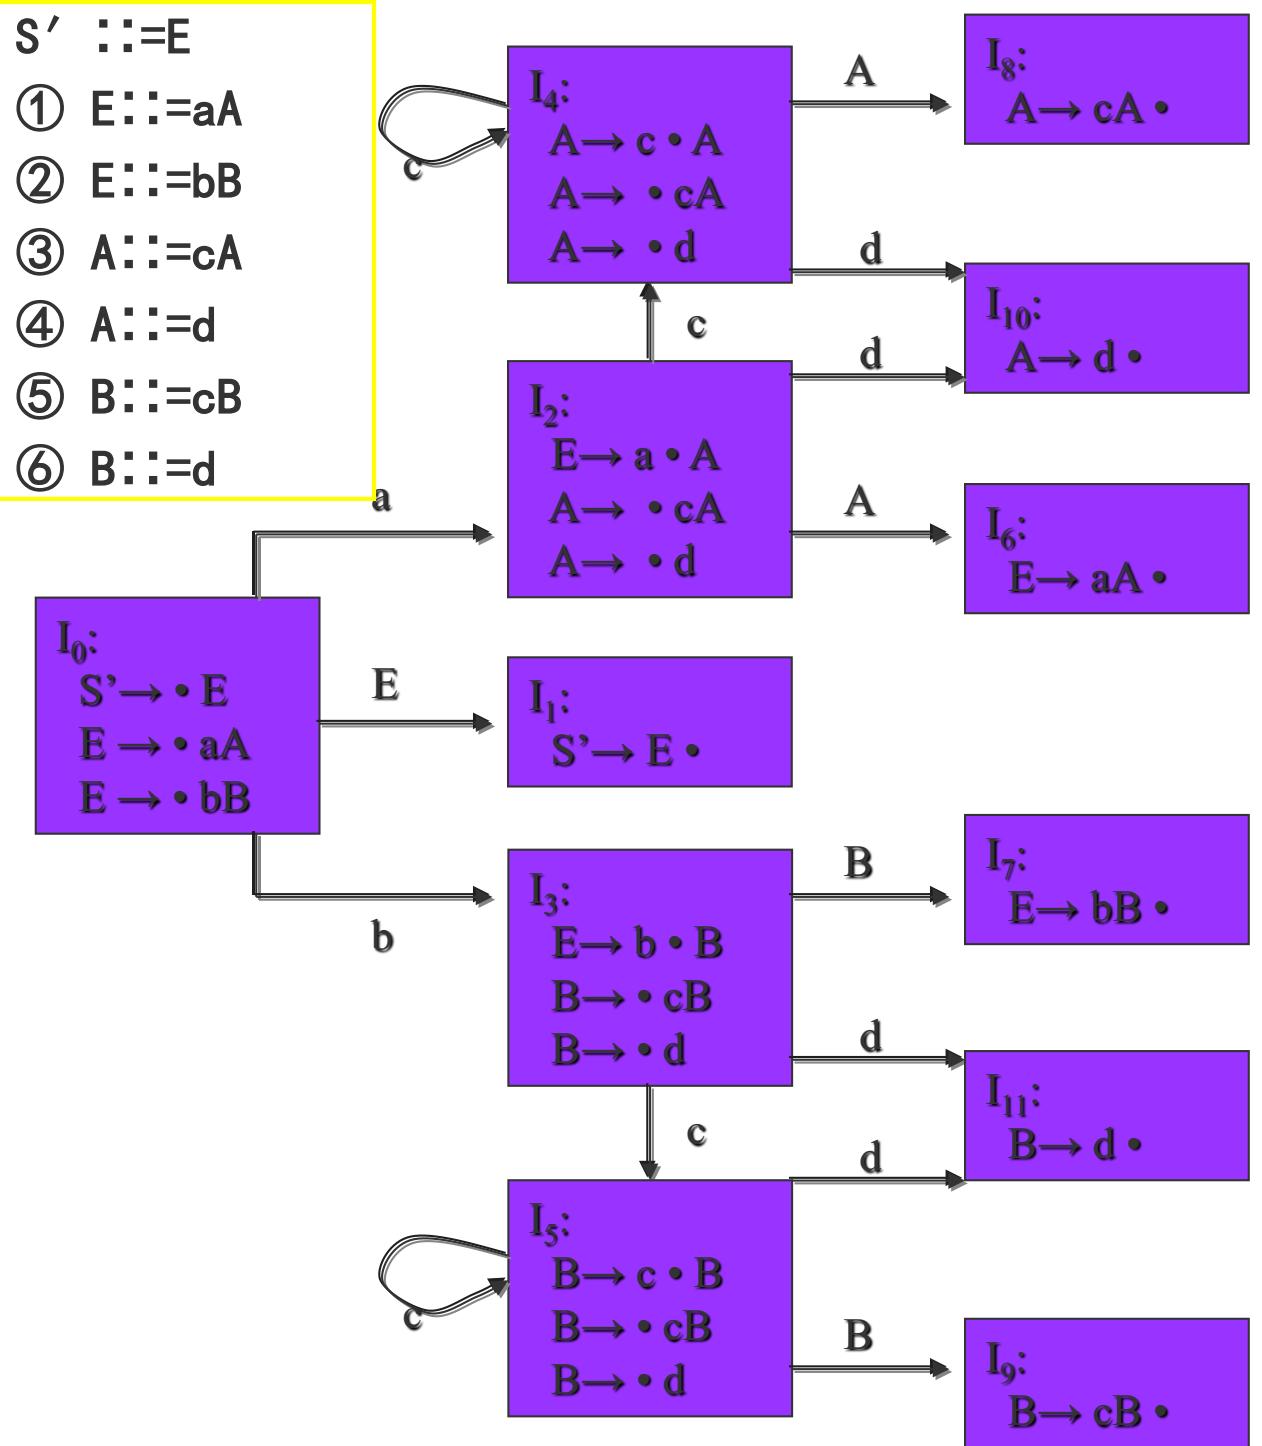 S′ ::=E
① E::=aA
② E::=bB
③ A::=cA
④ A::=d
⑤ B::=cB
⑥ B::=d
I₄:
A→ c • A
A→ • cA
A→ • d
c
A
I₈:
A→ cA •
d
I₁₀:
A→ d •
c
d
I₂:
E→ a • A
A→ • cA
A→ • d
a
A
I₆:
E→ aA •
I₀:
S’→ • E
E → • aA
E → • bB
E
I₁:
S’→ E •
b
I₃:
E→ b • B
B→ • cB
B→ • d
B
I₇:
E→ bB •
d
I₁₁:
B→ d •
c
d
I₅:
B→ c • B
B→ • cB
B→ • d
c
B
I₉:
B→ cB •